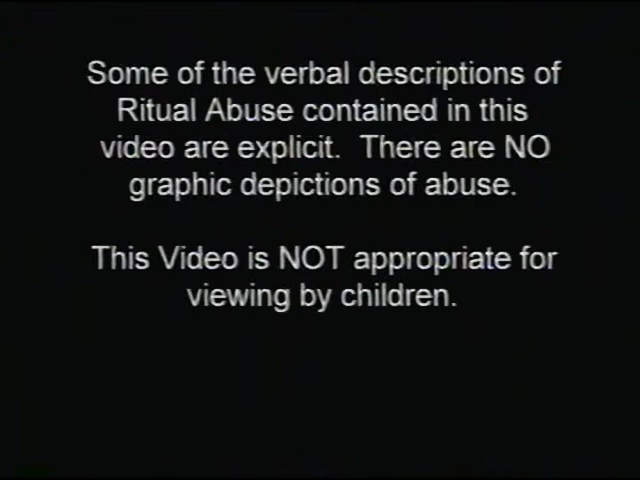 Some of the verbal descriptions of
Ritual Abuse contained in this
video are explicit.  There are NO
graphic depictions of abuse.
This Video is NOT appropriate for
viewing by children.